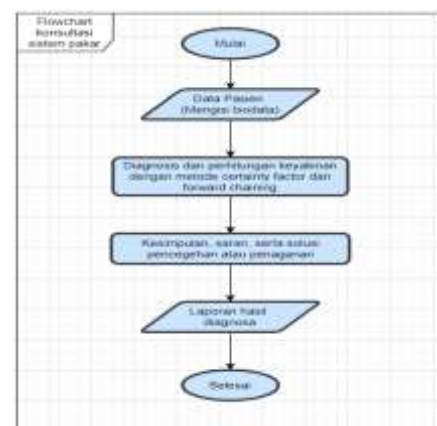 Flowchart
konsultasi
sistem pakar
Mulai
Data Pasien
(Mengisi biodata)
Diagnosis dan perhitungan keyakinan
dengan metode certainty factor dan
forward chaining
Kesimpulan, saran, serta solusi
pencegahan atau penaganan
Laporan hasil
diagnosa
Selesai